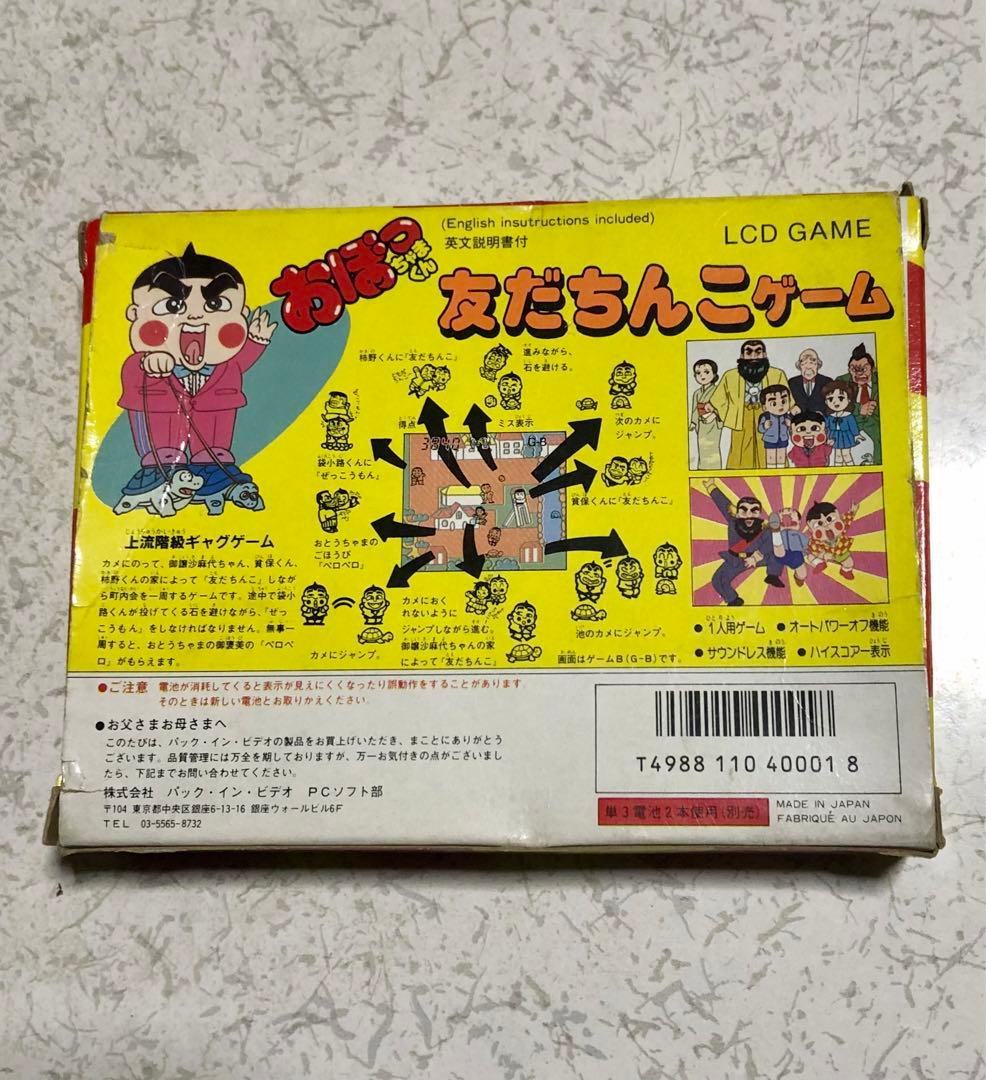 (English insutructions included)
英文説明書付
LCD GAME
おぼっちゃまくん
友だちんこゲーム
柿野くんに「友だちんこ」
進みながら、
石を避ける。
得点
ミス表示
次のカメに
ジャンプ。
3240
G-B
袋小路くんに
「ぜっこうもん」
貧保くんに「友だちんこ」
おとうちゃまの
ごほうび
「ペロペロ」
じょうりゅうかいきゅう
上流階級ギャグゲーム
カメにのって、御嬢沙麻代ちゃん、貧保くん、
柿野くんの家によって「友だちんこ」しなが
ら町内会を一周するゲームです。途中で袋小
路くんが投げてくる石を避けながら、「ぜっ
こうもん」をしなければなりません。無事一
周すると、おとうちゃまの御褒美の「ペロペ
ロ」がもらえます。
カメにジャンプ。
カメにおく
れないように
ジャンプしながら進む。
御嬢沙麻代ちゃんの家
によって「友だちんこ」
池のカメにジャンプ。
画面はゲームB(G-B)です。
●1人用ゲーム ●オートパワーオフ機能
●サウンドレス機能 ●ハイスコアー表示
●ご注意 電池が消耗してくると表示が見えにくくなったり誤動作をすることがあります。
そのときは新しい電池とお取りかえください。
●お父さまお母さまへ
このたびは、パック・イン・ビデオの製品をお買上げいただき、まことにありがとう
ございます。品質管理には万全を期しておりますが、万一お気付きの点がございまし
たら、下記までお問い合わせてください。
株式会社 パック・イン・ビデオ PCソフト部
〒104 東京都中央区銀座6-13-16 銀座ウォールビル6F
TEL 03-5565-8732
T4988 110 40001 8
単3電池2本使用(別売)
MADE IN JAPAN
FABRIQUÉ AU JAPON